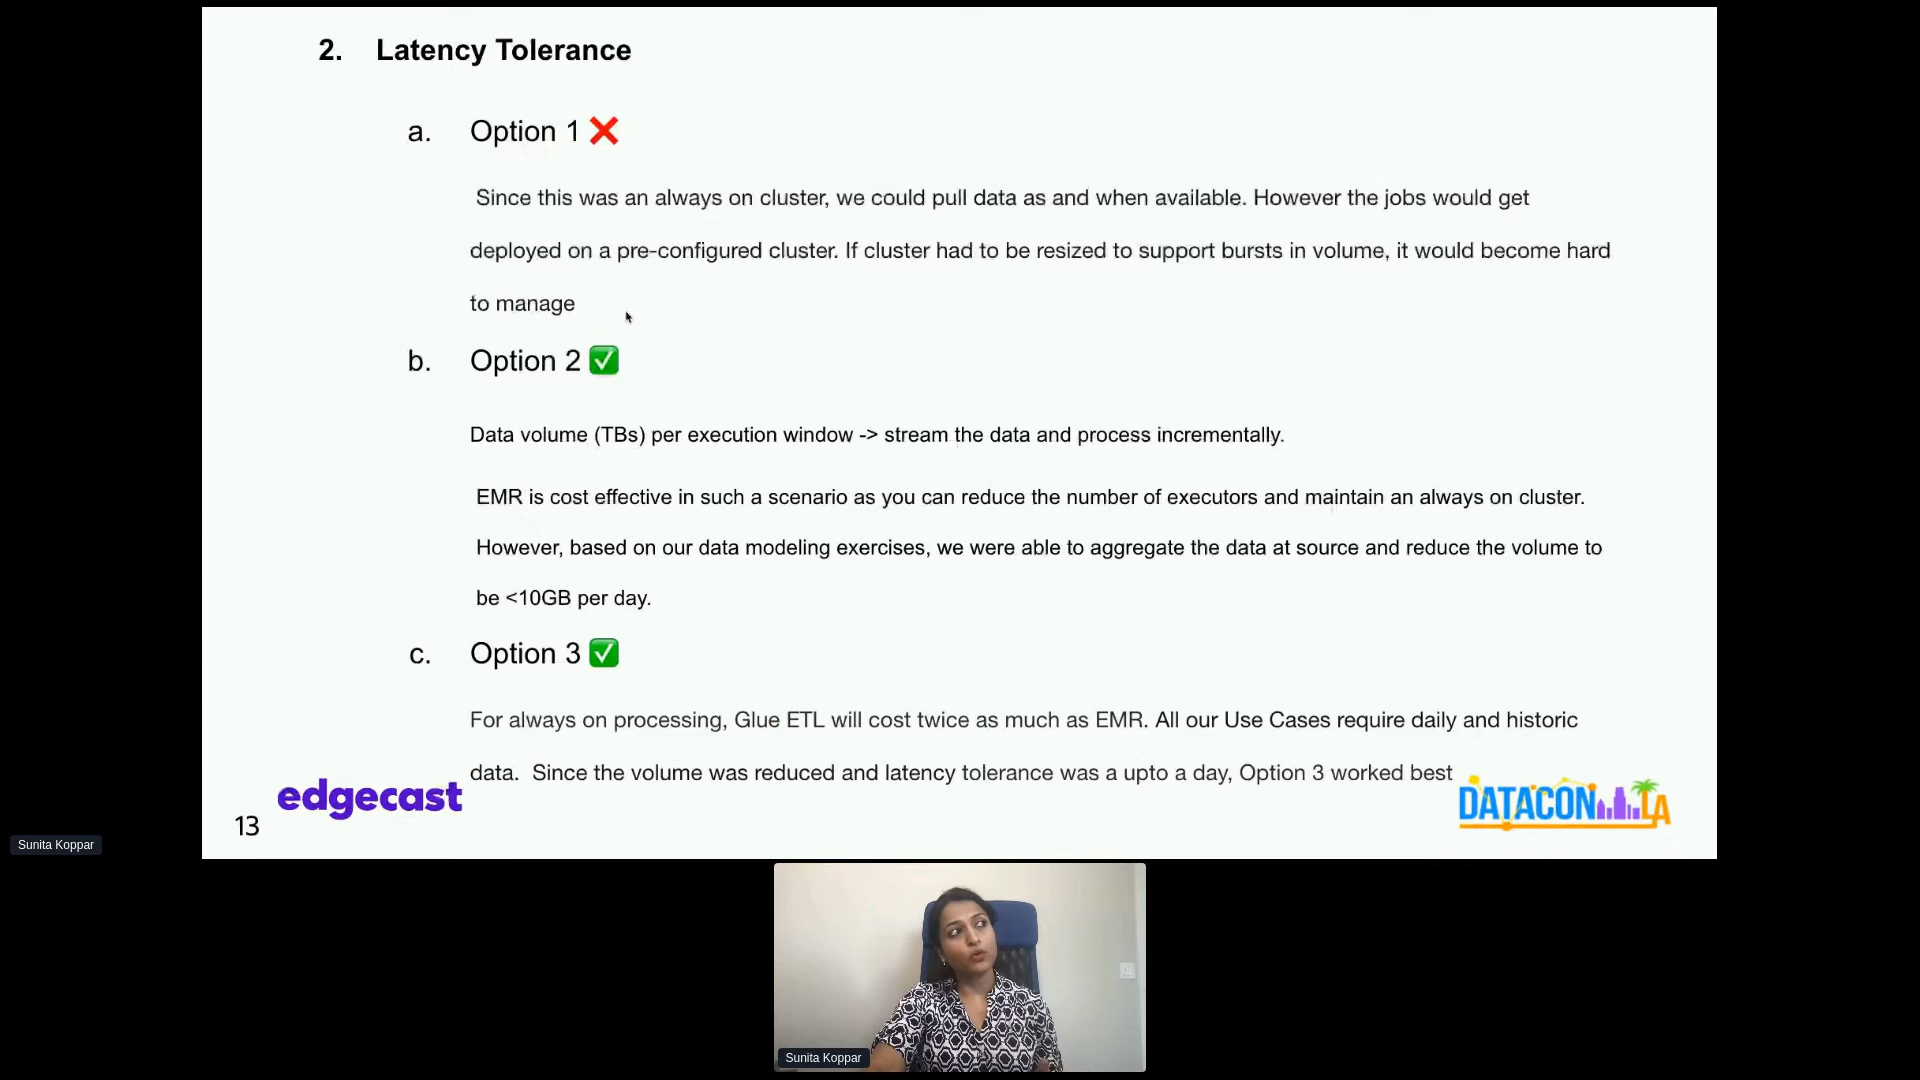 2. Latency Tolerance
a. Option 1 ❌
Since this was an always on cluster, we could pull data as and when available. However the jobs would get
deployed on a pre-configured cluster. If cluster had to be resized to support bursts in volume, it would become hard
to manage
b. Option 2 ✅
Data volume (TBs) per execution window -> stream the data and process incrementally.
EMR is cost effective in such a scenario as you can reduce the number of executors and maintain an always on cluster.
However, based on our data modeling exercises, we were able to aggregate the data at source and reduce the volume to
be <10GB per day.
c. Option 3 ✅
For always on processing, Glue ETL will cost twice as much as EMR. All our Use Cases require daily and historic
data. Since the volume was reduced and latency tolerance was a upto a day, Option 3 worked best
edgecast
DATACON LA
13
Sunita Koppar
Sunita Koppar